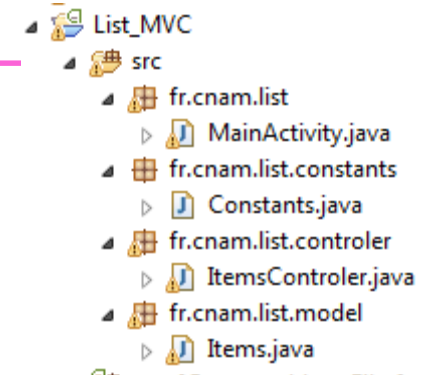 List_MVC
src
fr.cnam.list
MainActivity.java
fr.cnam.list.constants
Constants.java
fr.cnam.list.controler
ItemsControler.java
fr.cnam.list.model
Items.java